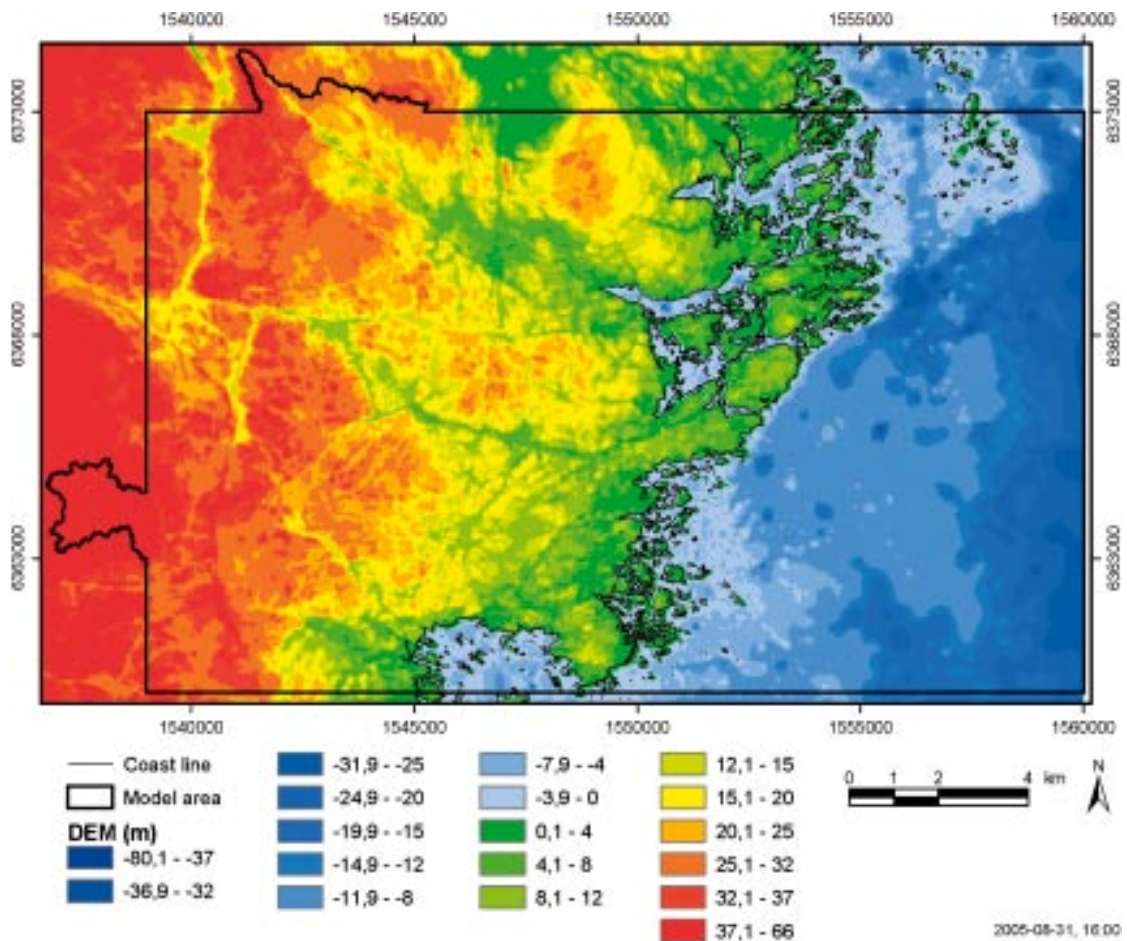 1540000 1545000 1550000 1555000 1560000
6373000 6373000
6368000 6368000
6363000 6363000
1540000 1545000 1550000 1555000 1560000
Coast line
Model area
DEM (m)
-80,1 - -37
-36,9 - -32
-31,9 - -25
-24,9 - -20
-19,9 - -15
-14,9 - -12
-11,9 - -8
-7,9 - -4
-3,9 - 0
0,1 - 4
4,1 - 8
8,1 - 12
12,1 - 15
15,1 - 20
20,1 - 25
25,1 - 32
32,1 - 37
37,1 - 66
0 1 2 4 km
N
2005-08-31, 16:00